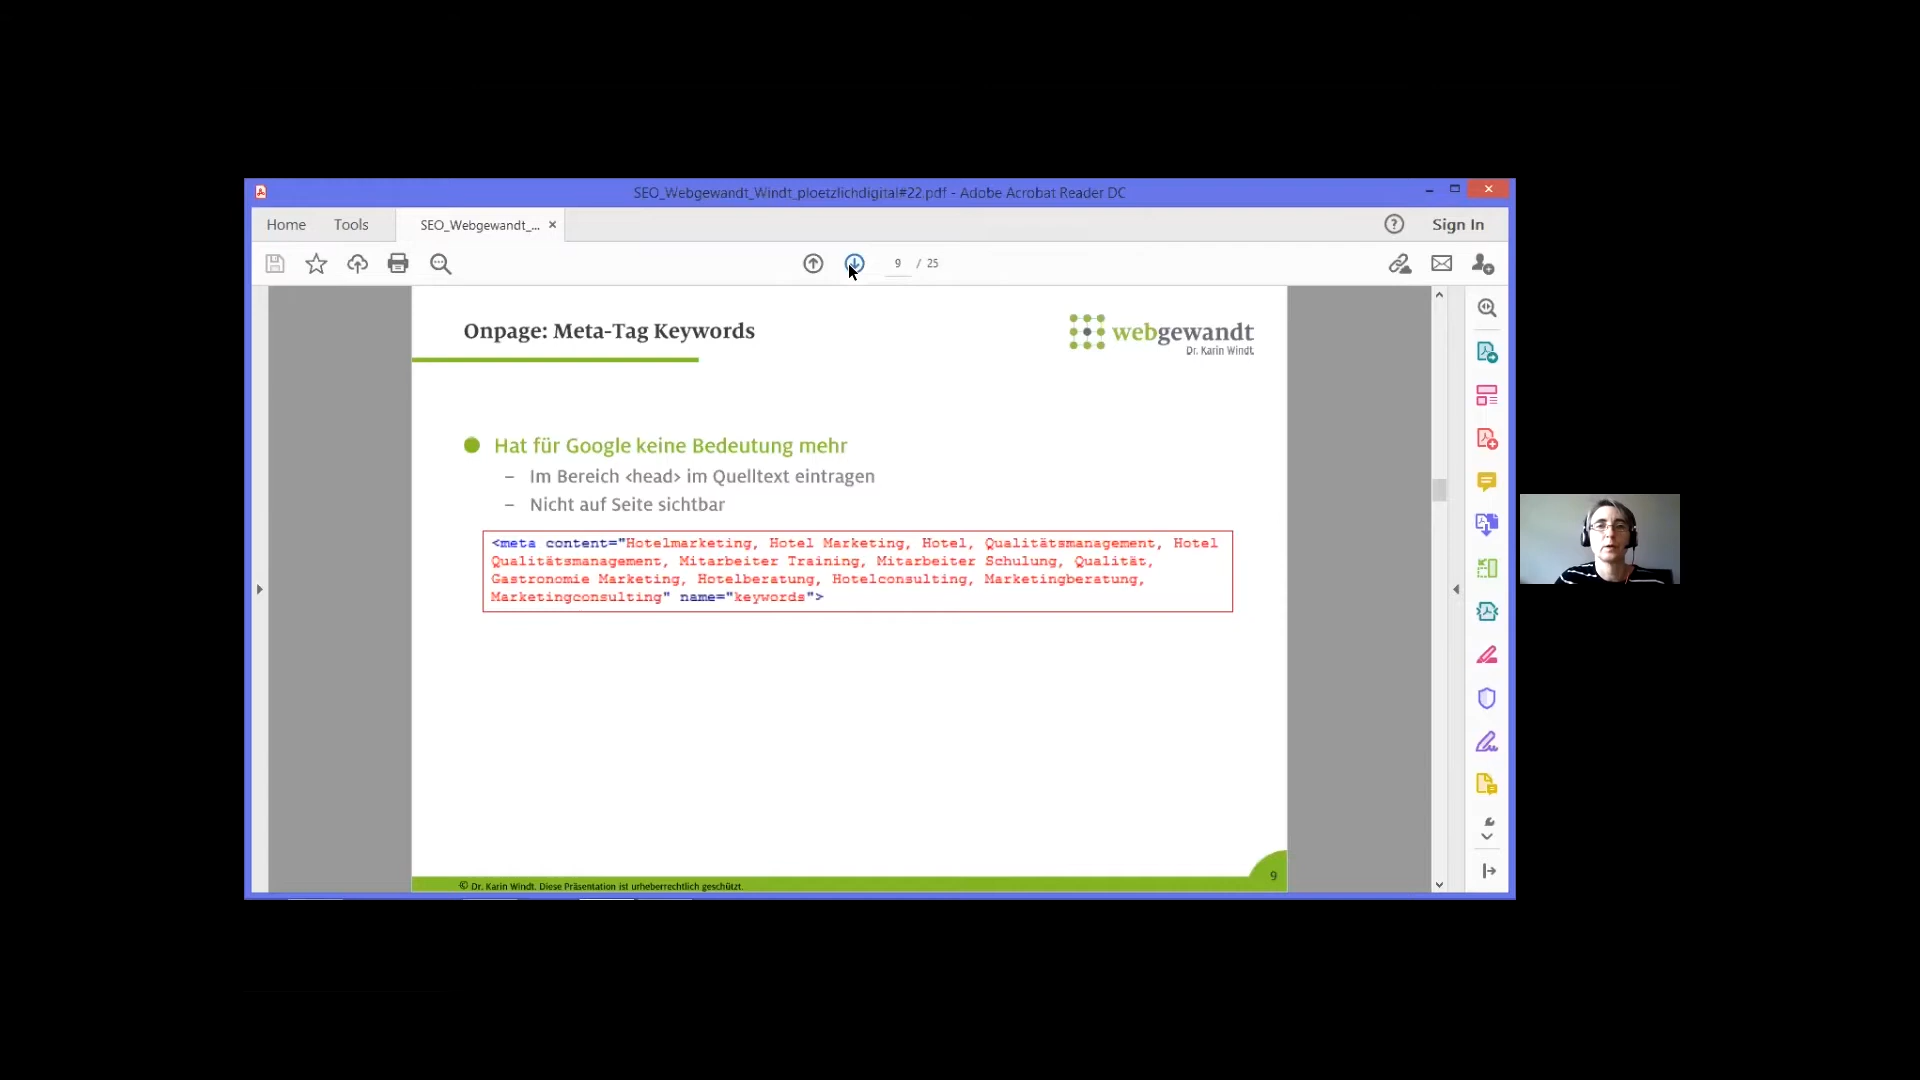 SEO_Webgewandt_Windt_ploetzlichdigital#22.pdf - Adobe Acrobat Reader DC
Home
Tools
SEO_Webgewandt_...
Sign In
9 / 25
Onpage: Meta-Tag Keywords
webgewandt
Dr. Karin Windt
Hat für Google keine Bedeutung mehr
– Im Bereich <head> im Quelltext eintragen
– Nicht auf Seite sichtbar
<meta content="Hotelmarketing, Hotel Marketing, Hotel, Qualitätsmanagement, Hotel
Qualitätsmanagement, Mitarbeiter Training, Mitarbeiter Schulung, Qualität,
Gastronomie Marketing, Hotelberatung, Hotelconsulting, Marketingberatung,
Marketingconsulting" name="keywords">
© Dr. Karin Windt. Diese Präsentation ist urheberrechtlich geschützt.
9